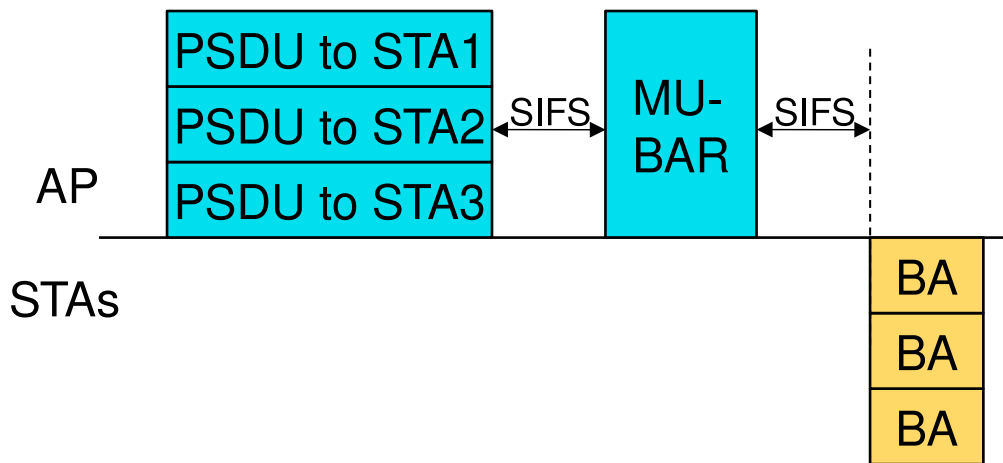 PSDU to STA1
PSDU to STA2
PSDU to STA3
SIFS
MU-
BAR
SIFS
AP
STAs
BA
BA
BA